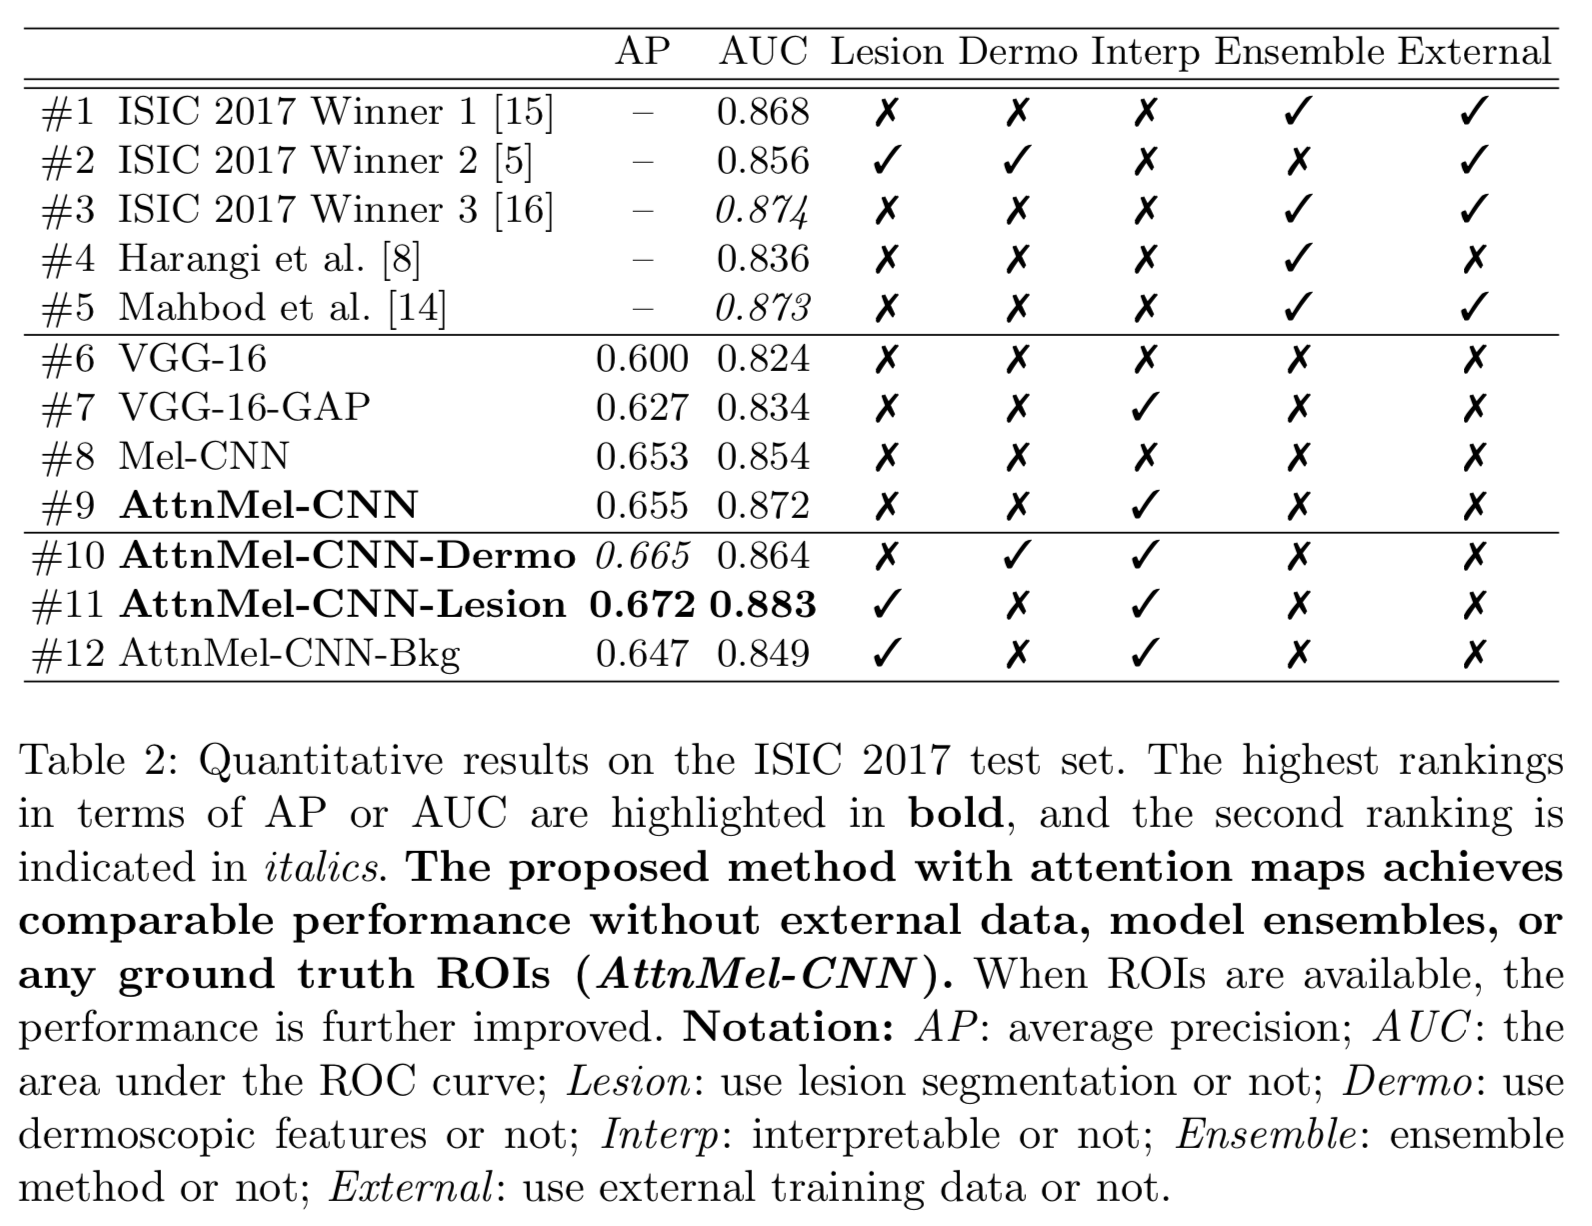 AP AUC Lesion Dermo Interp Ensemble External
#1 ISIC 2017 Winner 1 [15] – 0.868 ✗ ✗ ✗ ✓ ✓
#2 ISIC 2017 Winner 2 [5] – 0.856 ✓ ✓ ✗ ✗ ✓
#3 ISIC 2017 Winner 3 [16] – 0.874 ✗ ✗ ✗ ✓ ✓
#4 Harangi et al. [8] – 0.836 ✗ ✗ ✗ ✓ ✗
#5 Mahbod et al. [14] – 0.873 ✗ ✗ ✗ ✓ ✓
#6 VGG-16 0.600 0.824 ✗ ✗ ✗ ✗ ✗
#7 VGG-16-GAP 0.627 0.834 ✗ ✗ ✓ ✗ ✗
#8 Mel-CNN 0.653 0.854 ✗ ✗ ✗ ✗ ✗
#9 AttnMel-CNN 0.655 0.872 ✗ ✗ ✓ ✗ ✗
#10 AttnMel-CNN-Dermo 0.665 0.864 ✗ ✓ ✓ ✗ ✗
#11 AttnMel-CNN-Lesion 0.672 0.883 ✓ ✗ ✓ ✗ ✗
#12 AttnMel-CNN-Bkg 0.647 0.849 ✓ ✗ ✓ ✗ ✗
Table 2: Quantitative results on the ISIC 2017 test set. The highest rankings
in terms of AP or AUC are highlighted in bold, and the second ranking is
indicated in italics. The proposed method with attention maps achieves
comparable performance without external data, model ensembles, or
any ground truth ROIs (AttnMel-CNN). When ROIs are available, the
performance is further improved. Notation: AP: average precision; AUC: the
area under the ROC curve; Lesion: use lesion segmentation or not; Dermo: use
dermoscopic features or not; Interp: interpretable or not; Ensemble: ensemble
method or not; External: use external training data or not.